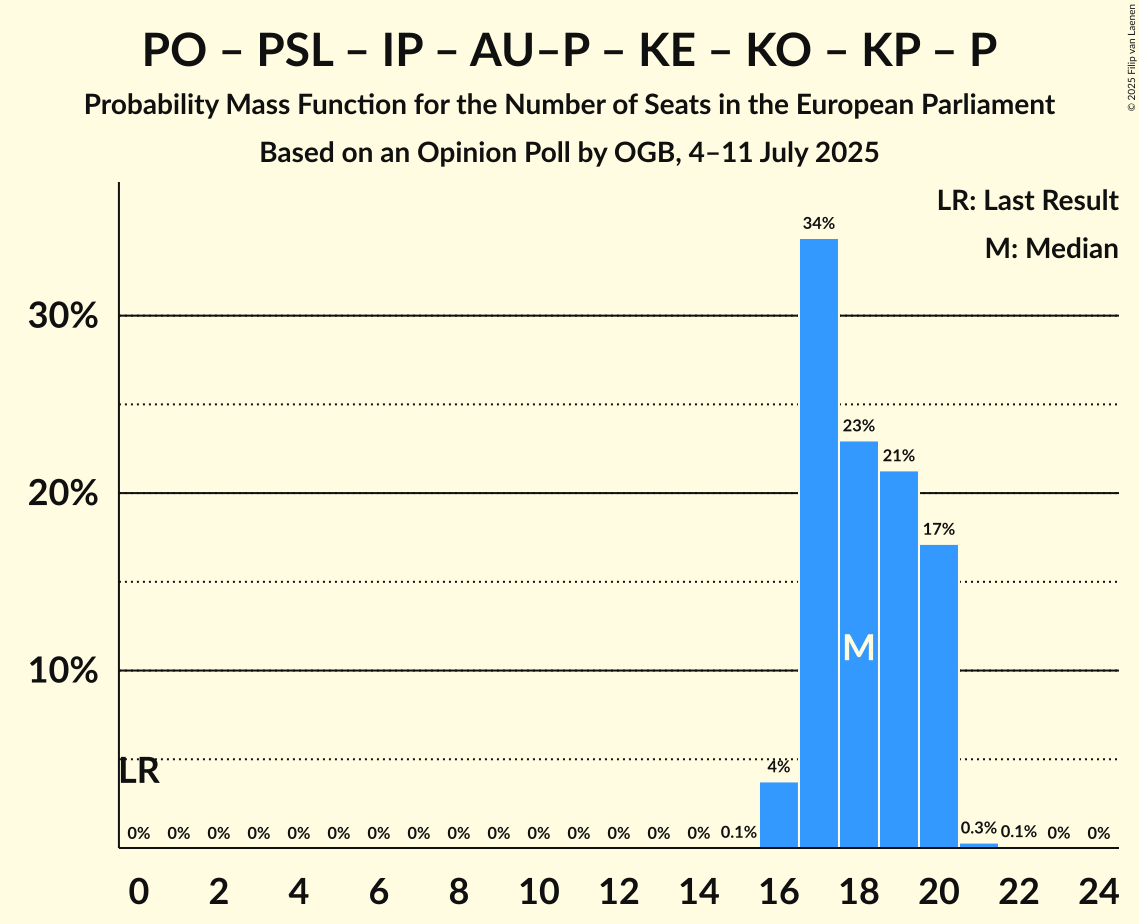 PO – PSL – IP – AU–P – KE – KO – KP – P
Probability Mass Function for the Number of Seats in the European Parliament
Based on an Opinion Poll by OGB, 4–11 July 2025
© 2025 Filip van Laenen
LR: Last Result
M: Median
34%
30%
23%
21%
20%
17%
M
10%
LR
4%
0% 0% 0% 0% 0% 0% 0% 0% 0% 0% 0% 0% 0% 0% 0% 0.1% 0.3% 0.1% 0% 0%
0 2 4 6 8 10 12 14 16 18 20 22 24